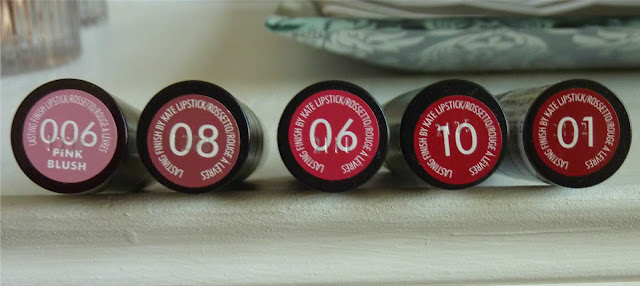 LASTING FINISH LIPSTICK/ROSSETTO/ROUGE A LEVRES
006
PINK
BLUSH
LASTING FINISH BY KATE LIPSTICK/ROSSETTO/ROUGE A LEVRES
08
LASTING FINISH BY KATE LIPSTICK/ROSSETTO/ROUGE A LEVRES
06
LASTING FINISH BY KATE LIPSTICK/ROSSETTO/ROUGE A LEVRES
10
LASTING FINISH BY KATE LIPSTICK/ROSSETTO/ROUGE A LEVRES
01